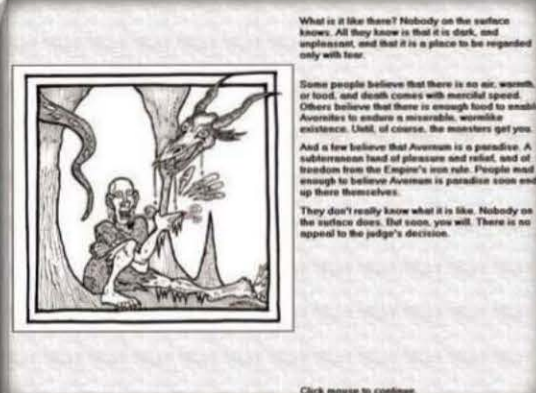 What is it like there? Nobody on the surface
knows. All they know is that it is dark, and
unpleasant, and that it is a place to be regarded
only with fear.
Some people believe that there is no air, warmth,
or food, and death comes with merciful speed.
Others believe that there is enough food to enabl
Avernites to endure a miserable, wormlike
existence. Until, of course, the monsters get you.
And a few believe that Avernum is a paradise. A
subterranean land of pleasure and relief, and of
freedom from the Empire's iron rule. People mad
enough to believe Avernum is paradise soon end
up there themselves.
They don't really know what it is like. Nobody on
the surface does. But soon, you will. There is no
appeal to the judge's decision.
Click mouse to continue.